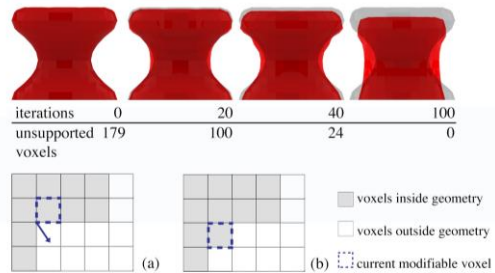 iterations 0 20 40 100
unsupported 179 100 24 0
voxels
voxels inside geometry
voxels outside geometry
(a) (b) current modifiable voxel